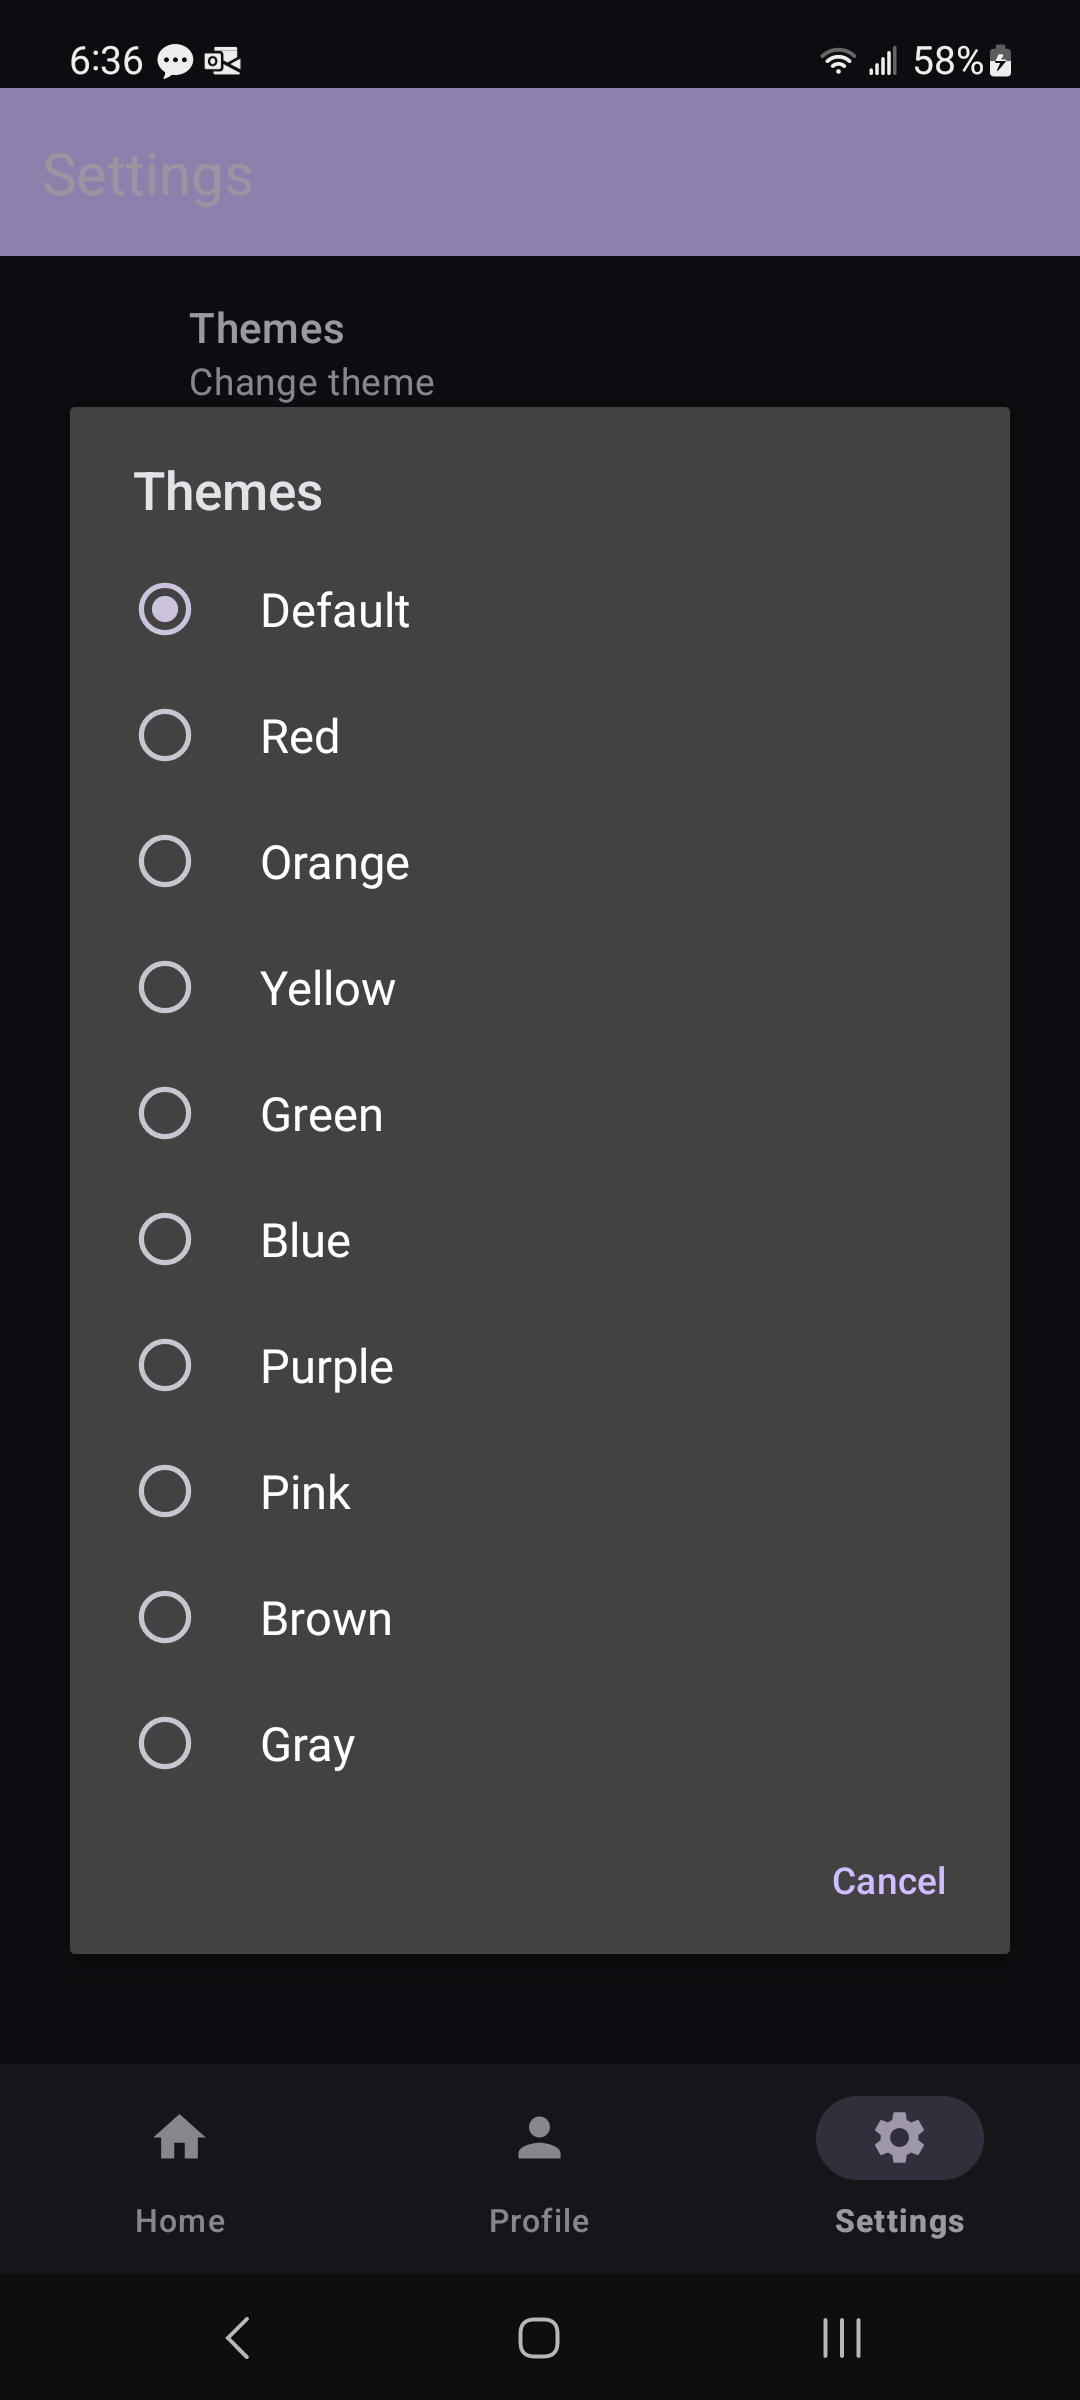 6:36
58%
Settings
Themes
Change theme
Themes
Default
Red
Orange
Yellow
Green
Blue
Purple
Pink
Brown
Gray
Cancel
Home
Profile
Settings